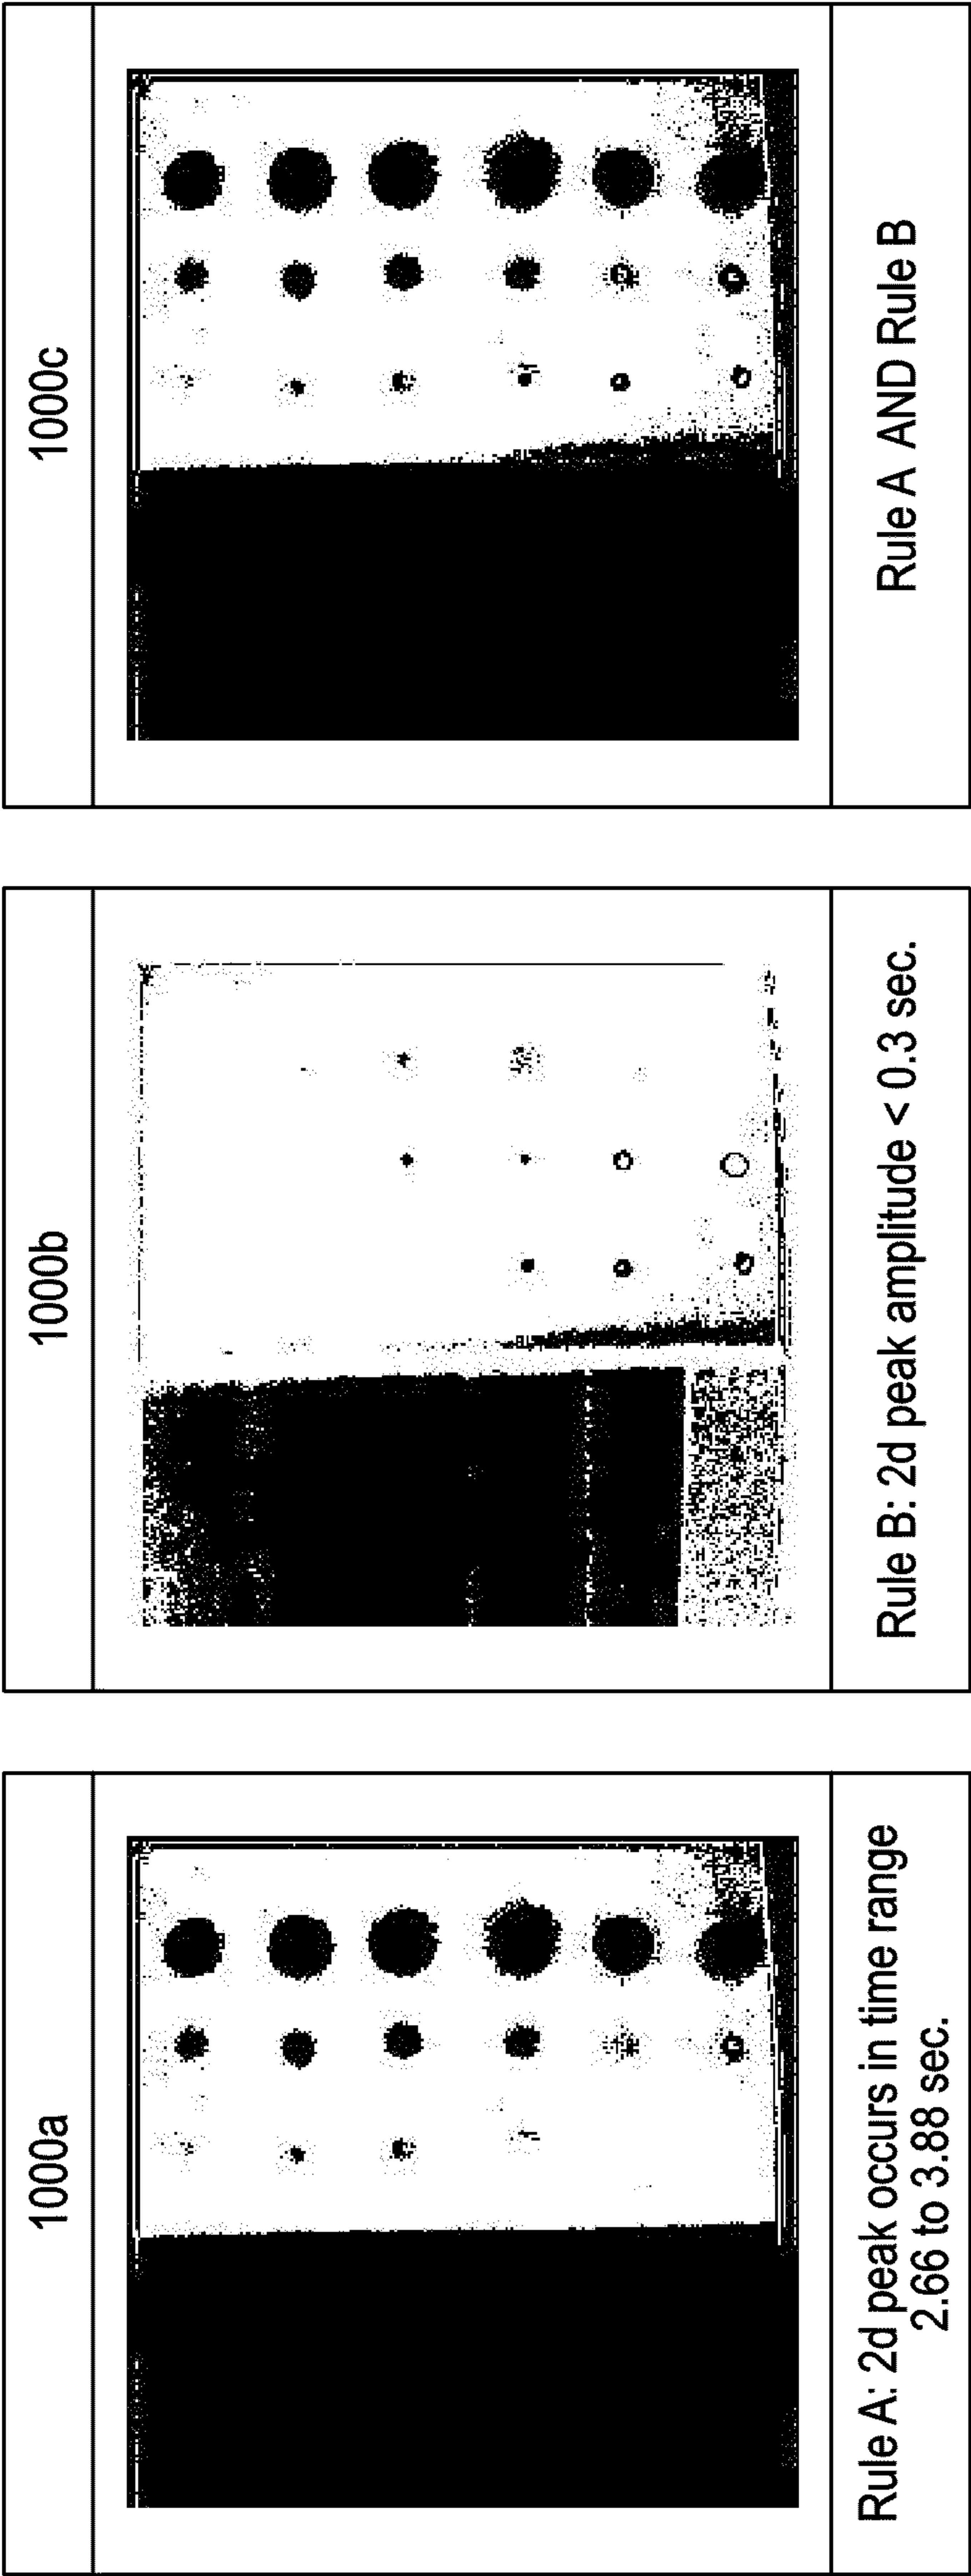 1000a
Rule A: 2d peak occurs in time range
2.66 to 3.88 sec.
1000b
Rule B: 2d peak amplitude < 0.3 sec.
1000c
Rule A AND Rule B